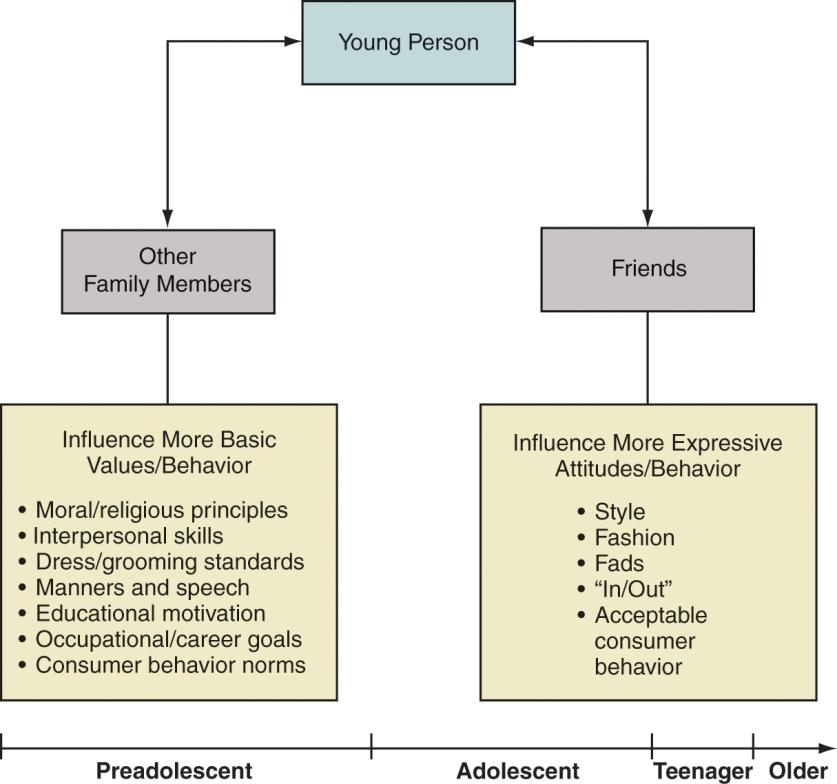 Young Person
Other
Family Members
Friends
Influence More Basic
Values/Behavior
• Moral/religious principles
• Interpersonal skills
• Dress/grooming standards
• Manners and speech
• Educational motivation
• Occupational/career goals
• Consumer behavior norms
Influence More Expressive
Attitudes/Behavior
• Style
• Fashion
• Fads
• “In/Out”
• Acceptable
consumer
behavior
Preadolescent
Adolescent
Teenager
Older